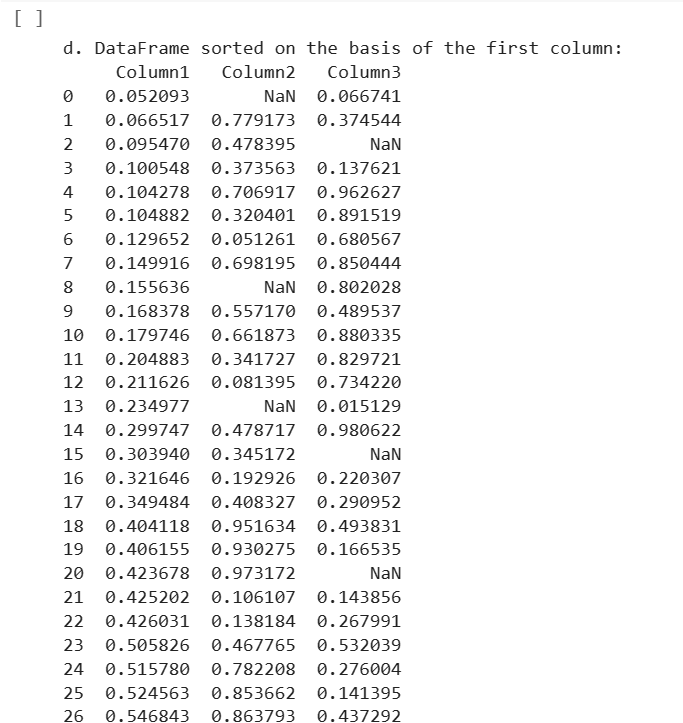 [ ]
d. DataFrame sorted on the basis of the first column:
Column1 Column2 Column3
0 0.052093 NaN 0.066741
1 0.066517 0.779173 0.374544
2 0.095470 0.478395 NaN
3 0.100548 0.373563 0.137621
4 0.104278 0.706917 0.962627
5 0.104882 0.320401 0.891519
6 0.129652 0.051261 0.680567
7 0.149916 0.698195 0.850444
8 0.155636 NaN 0.802028
9 0.168378 0.557170 0.489537
10 0.179746 0.661873 0.880335
11 0.204883 0.341727 0.829721
12 0.211626 0.081395 0.734220
13 0.234977 NaN 0.015129
14 0.299747 0.478717 0.980622
15 0.303940 0.345172 NaN
16 0.321646 0.192926 0.220307
17 0.349484 0.408327 0.290952
18 0.404118 0.951634 0.493831
19 0.406155 0.930275 0.166535
20 0.423678 0.973172 NaN
21 0.425202 0.106107 0.143856
22 0.426031 0.138184 0.267991
23 0.505826 0.467765 0.532039
24 0.515780 0.782208 0.276004
25 0.524563 0.853662 0.141395
26 0.546843 0.863793 0.437292